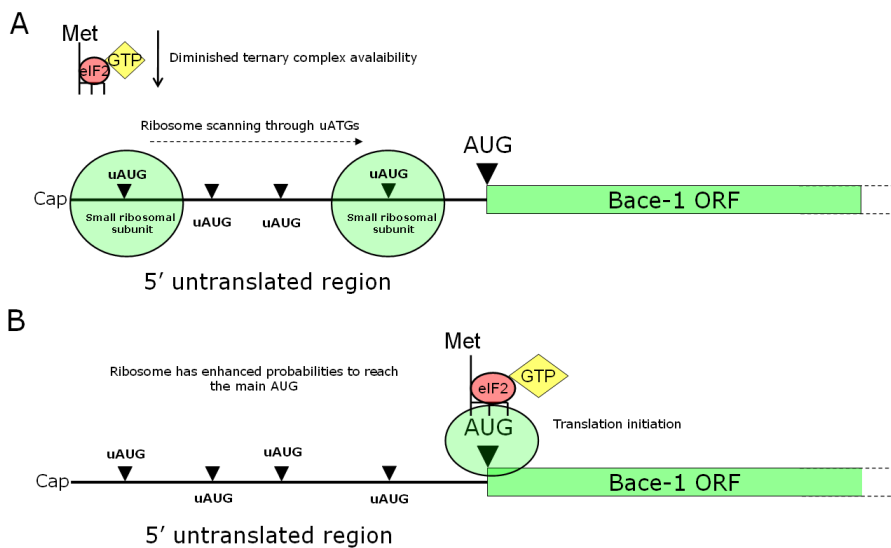 A
Met
GTP
eIF2
Diminished ternary complex avalaibility
Ribosome scanning through uATGs
AUG
uAUG
uAUG
Cap
Bace-1 ORF
Small ribosomal
subunit
uAUG
uAUG
Small ribosomal
subunit
5′ untranslated region
B
Met
Ribosome has enhanced probabilities to reach
the main AUG
eIF2
GTP
AUG
Translation initiation
uAUG
uAUG
Cap
Bace-1 ORF
uAUG
uAUG
5′ untranslated region